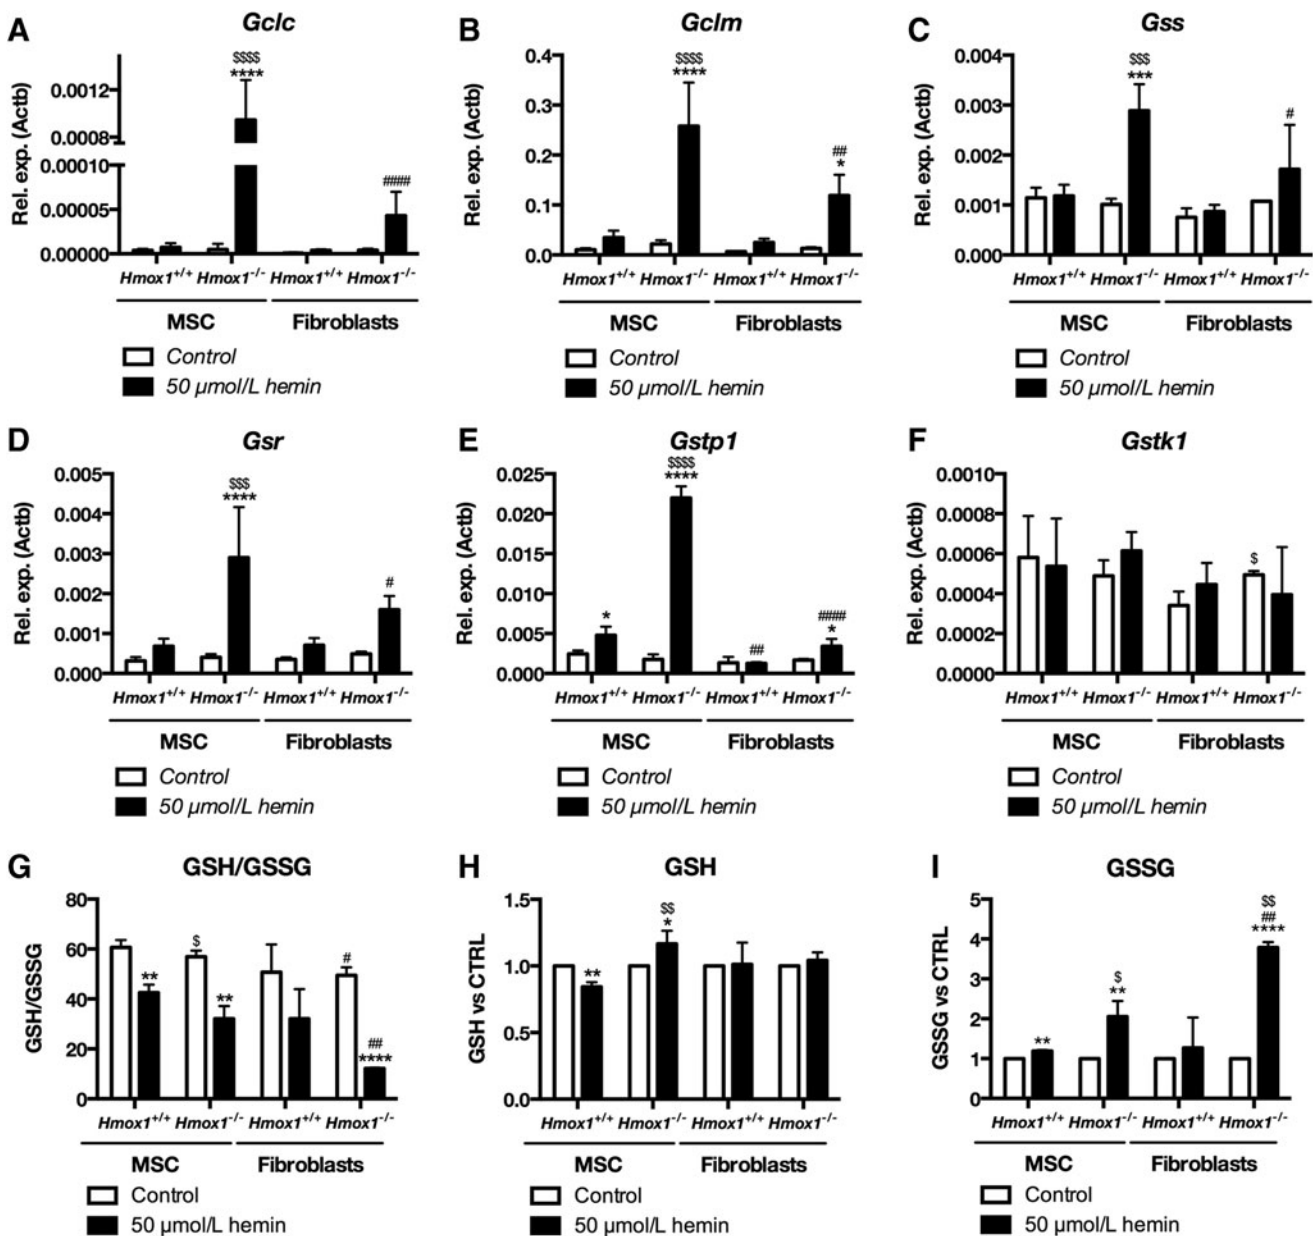 A
Gclc
Rel. exp. (Actb)
0.0012
0.0008
0.00010
0.00005
0.00000
$$$$
****
####
Hmox1+/+ Hmox1-/- Hmox1+/+ Hmox1-/-
MSC Fibroblasts
Control
50 µmol/L hemin
B
Gclm
Rel. exp. (Actb)
0.4
0.3
0.2
0.1
0.0
$$$$
****
##
*
Hmox1+/+ Hmox1-/- Hmox1+/+ Hmox1-/-
MSC Fibroblasts
Control
50 µmol/L hemin
C
Gss
Rel. exp. (Actb)
0.004
0.003
0.002
0.001
0.000
$$$
***
#
Hmox1+/+ Hmox1-/- Hmox1+/+ Hmox1-/-
MSC Fibroblasts
Control
50 µmol/L hemin
D
Gsr
Rel. exp. (Actb)
0.005
0.004
0.003
0.002
0.001
0.000
$$$
****
#
Hmox1+/+ Hmox1-/- Hmox1+/+ Hmox1-/-
MSC Fibroblasts
Control
50 µmol/L hemin
E
Gstp1
Rel. exp. (Actb)
0.025
0.020
0.015
0.010
0.005
0.000
*
$$$$
****
##
####
*
Hmox1+/+ Hmox1-/- Hmox1+/+ Hmox1-/-
MSC Fibroblasts
Control
50 µmol/L hemin
F
Gstk1
Rel. exp. (Actb)
0.0010
0.0008
0.0006
0.0004
0.0002
0.0000
$
Hmox1+/+ Hmox1-/- Hmox1+/+ Hmox1-/-
MSC Fibroblasts
Control
50 µmol/L hemin
G
GSH/GSSG
GSH/GSSG
80
60
40
20
0
**
$
**
#
##
****
Hmox1+/+ Hmox1-/- Hmox1+/+ Hmox1-/-
MSC Fibroblasts
Control
50 µmol/L hemin
H
GSH
GSH vs CTRL
1.5
1.0
0.5
0.0
**
$$
*
Hmox1+/+ Hmox1-/- Hmox1+/+ Hmox1-/-
MSC Fibroblasts
Control
50 µmol/L hemin
I
GSSG
GSSG vs CTRL
5
4
3
2
1
0
**
$
**
$$
##
****
Hmox1+/+ Hmox1-/- Hmox1+/+ Hmox1-/-
MSC Fibroblasts
Control
50 µmol/L hemin